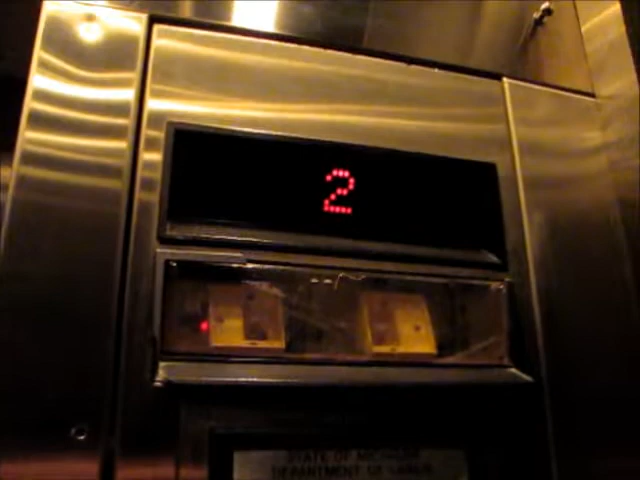 2
STATE OF MICHIGAN
DEPARTMENT OF LABOR